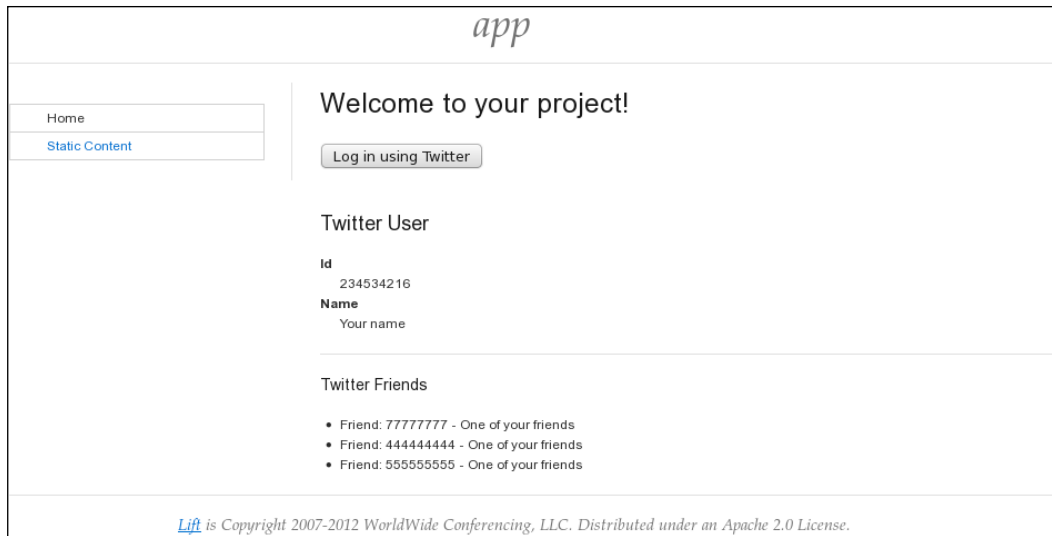 app
Home
Static Content
Welcome to your project!
Log in using Twitter
Twitter User
Id
234534216
Name
Your name
Twitter Friends
• Friend: 77777777 - One of your friends
• Friend: 444444444 - One of your friends
• Friend: 555555555 - One of your friends
Lift is Copyright 2007-2012 WorldWide Conferencing, LLC. Distributed under an Apache 2.0 License.